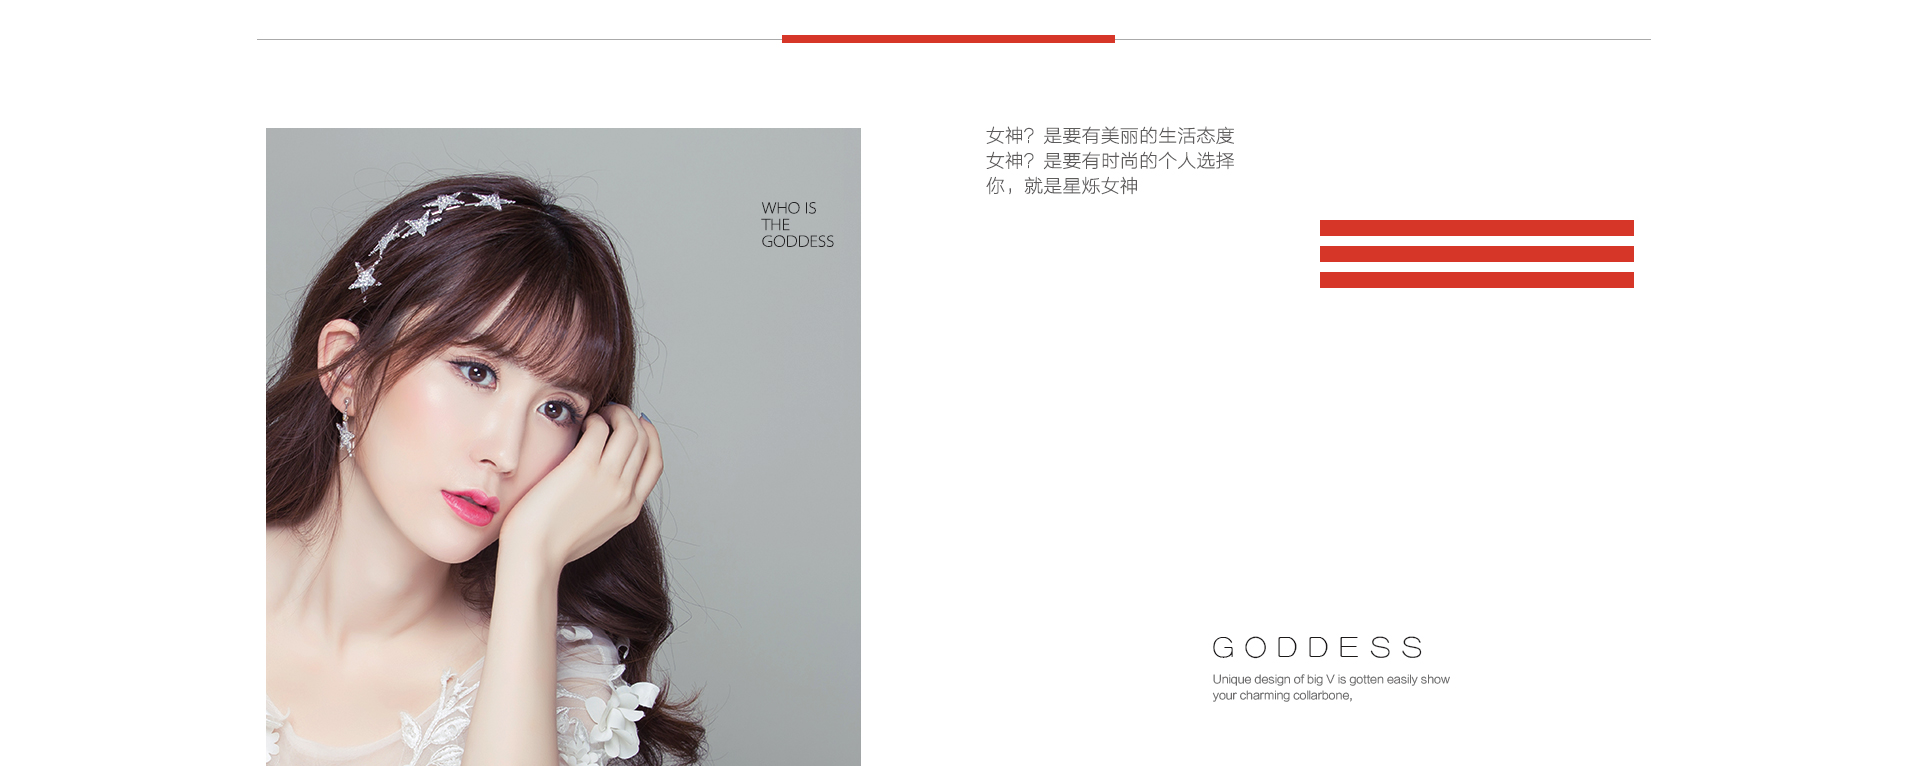 女神？是要有美丽的生活态度
女神？是要有时尚的个人选择
你，就是星烁女神
WHO IS
THE
GODDESS
GODDESS
Unique design of big V is gotten easily show
your charming collarbone,